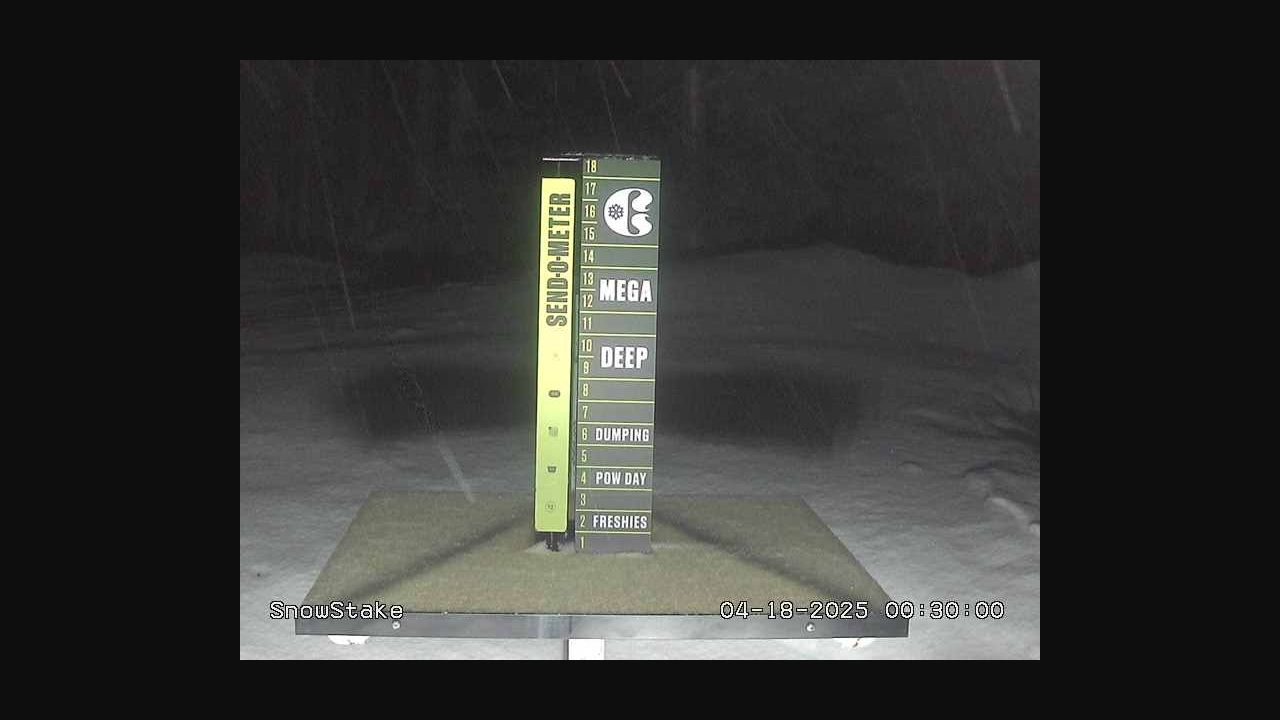 SEND-O-METER
18
17
16
15
14
13
12
MEGA
11
10
9
DEEP
8
7
6 DUMPING
5
4 POW DAY
3
2 FRESHIES
1
SnowStake
04-18-2025 00:30:00